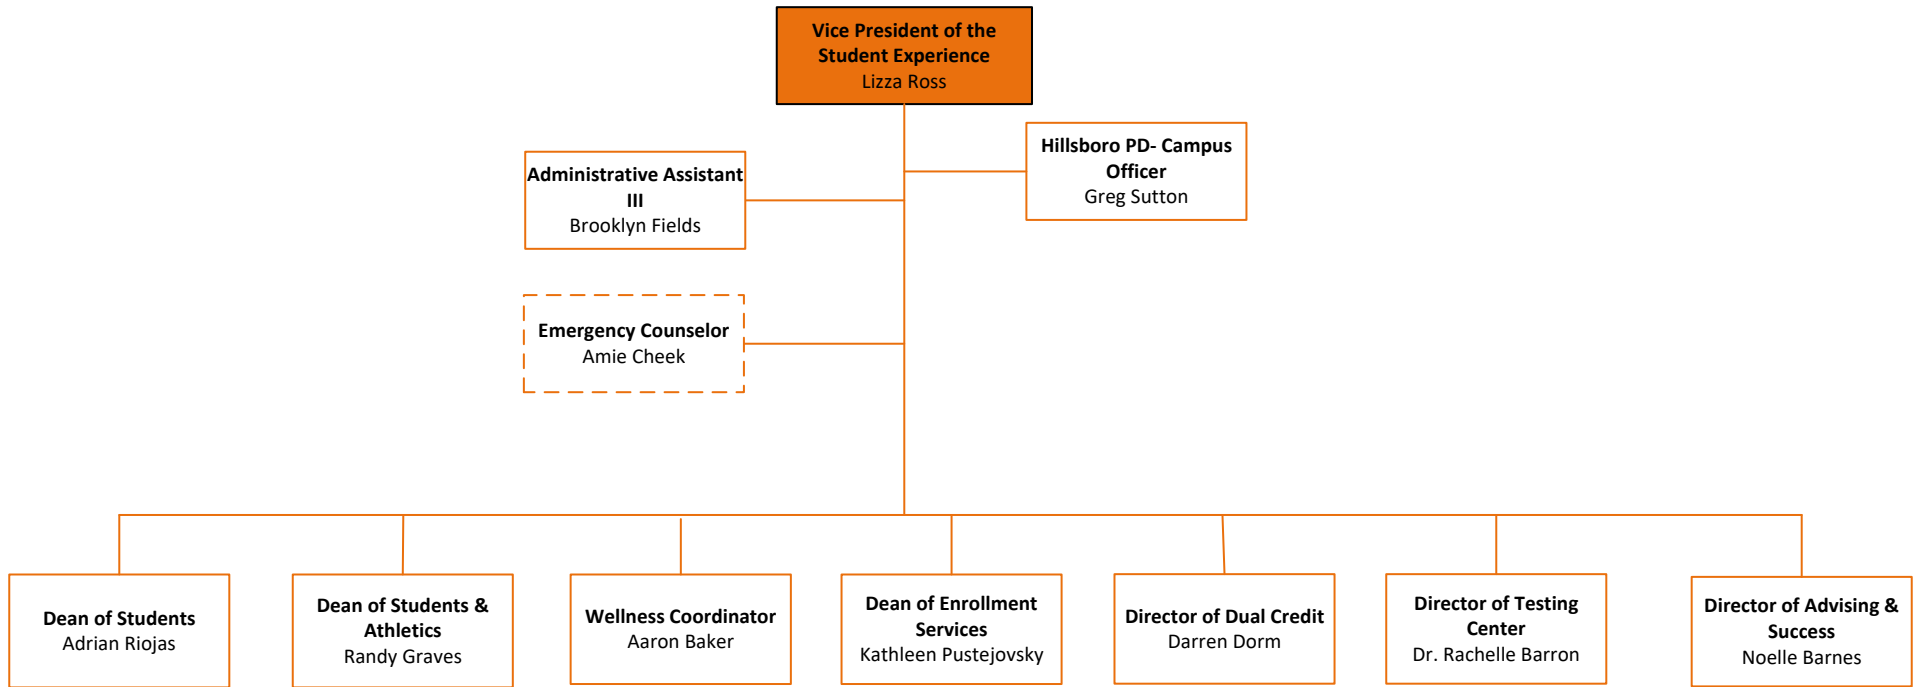 Vice President of the
Student Experience
Lizza Ross
Hillsboro PD- Campus
Officer
Greg Sutton
Administrative Assistant
III
Brooklyn Fields
Emergency Counselor
Amie Cheek
Dean of Students
Adrian Riojas
Dean of Students &
Athletics
Randy Graves
Wellness Coordinator
Aaron Baker
Dean of Enrollment
Services
Kathleen Pustejovsky
Director of Dual Credit
Darren Dorm
Director of Testing
Center
Dr. Rachelle Barron
Director of Advising &
Success
Noelle Barnes